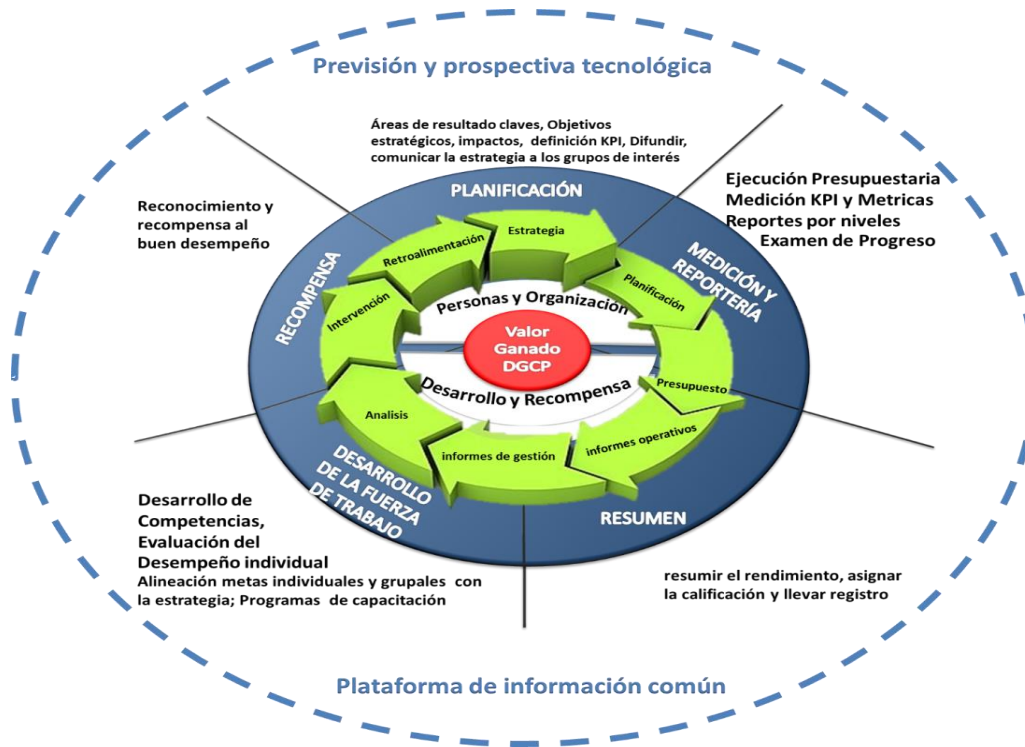 Previsión y prospectiva tecnológica
Áreas de resultado claves, Objetivos
estratégicos, impactos, definición KPI, Difundir,
comunicar la estrategia a los grupos de interés
PLANIFICACIÓN
Reconocimiento y
recompensa al
buen desempeño
Ejecución Presupuestaria
Medición KPI y Metricas
Reportes por niveles
Examen de Progreso
RECOMPENSA
MEDICIÓN Y
REPORTERÍA
Retroalimentación
Estrategia
Planificación
Intervención
Personas y Organización
Valor
Ganado
DGCP
Desarrollo y Recompensa
Presupuesto
Analisis
informes de gestión
informes operativos
DESARROLLO
DE LA FUERZA
DE TRABAJO
RESUMEN
Desarrollo de
Competencias,
Evaluación del
Desempeño individual
Alineación metas individuales y grupales con
la estrategia; Programas de capacitación
resumir el rendimiento, asignar
la calificación y llevar registro
Plataforma de información común